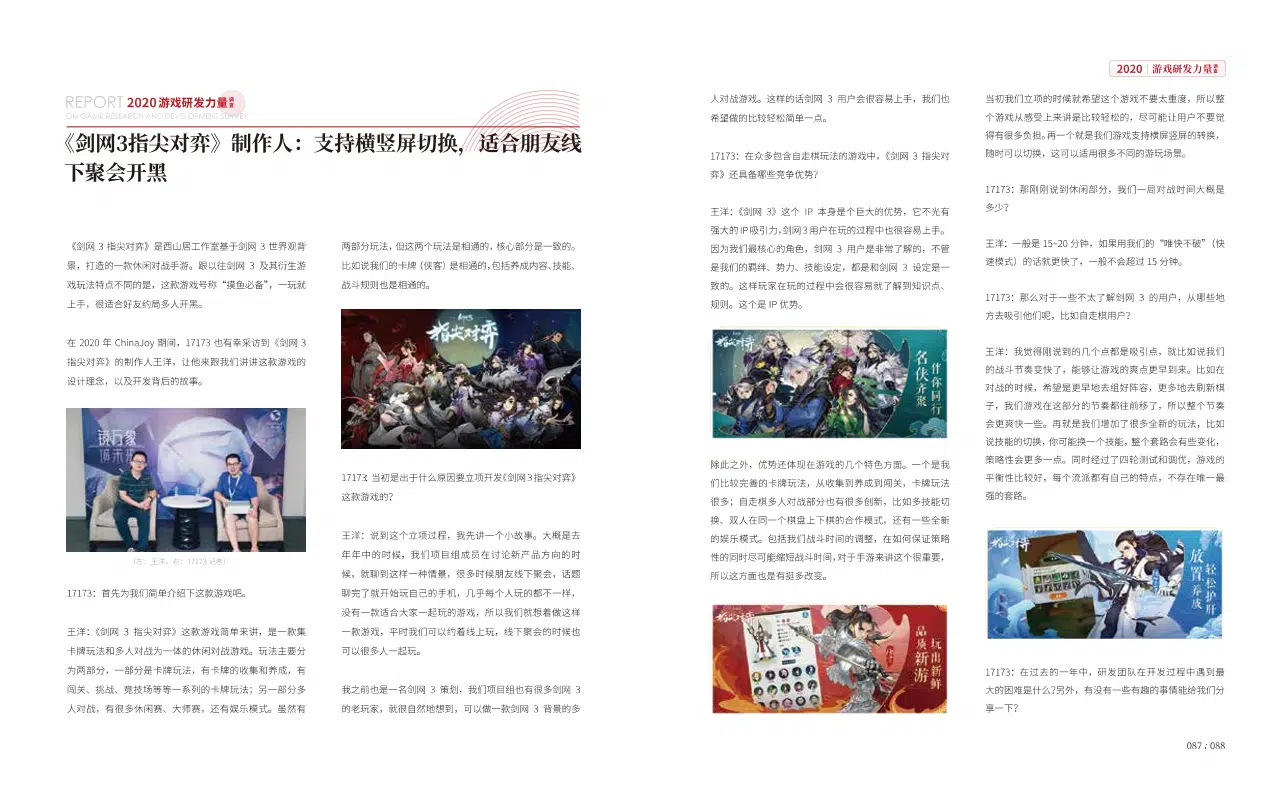 REPORT 2020游戏研发力量调查
ON GAME RESEARCH AND DEVELOPMENT SURVEY
《剑网3指尖对弈》制作人：支持横竖屏切换，适合朋友线
下聚会开黑
《剑网 3 指尖对弈》是西山居工作室基于剑网 3 世界观背
景，打造的一款休闲对战手游。跟以往剑网 3 及其衍生游
戏玩法特点不同的是，这款游戏号称“摸鱼必备”，一玩就
上手，很适合好友约局多人开黑。
在 2020 年 ChinaJoy 期间，17173 也有幸采访到《剑网 3
指尖对弈》的制作人王洋，让他来跟我们讲讲这款游戏的
设计理念，以及开发背后的故事。
（左：王洋，右：17173 记者）
17173：首先为我们简单介绍下这款游戏吧。
王洋：《剑网 3 指尖对弈》这款游戏简单来讲，是一款集
卡牌玩法和多人对战为一体的休闲对战游戏。玩法主要分
为两部分，一部分是卡牌玩法，有卡牌的收集和养成，有
闯关、挑战、竞技场等等一系列的卡牌玩法；另一部分多
人对战，有很多休闲赛、大师赛，还有娱乐模式。虽然有
两部分玩法，但这两个玩法是相通的，核心部分是一致的。
比如说我们的卡牌（侠客）是相通的，包括养成内容、技能、
战斗规则也是相通的。
指尖对弈
17173：当初是出于什么原因要立项开发《剑网3指尖对弈》
这款游戏的？
王洋：说到这个立项过程，我先讲一个小故事。大概是去
年年中的时候，我们项目组成员在讨论新产品方向的时
候，就聊到这样一种情景，很多时候朋友线下聚会，话题
聊完了就开始玩自己的手机，几乎每个人玩的都不一样，
没有一款适合大家一起玩的游戏，所以我们就想着做这样
一款游戏，平时我们可以约着线上玩，线下聚会的时候也
可以很多人一起玩。
我之前也是一名剑网 3 策划，我们项目组也有很多剑网 3
的老玩家，就很自然地想到，可以做一款剑网 3 背景的多
2020 游戏研发力量调查
人对战游戏。这样的话剑网 3 用户会很容易上手，我们也
希望做的比较轻松简单一点。
17173：在众多包含自走棋玩法的游戏中，《剑网 3 指尖对
弈》还具备哪些竞争优势？
王洋：《剑网 3》这个 IP 本身是个巨大的优势，它不光有
强大的IP吸引力，剑网3用户在玩的过程中也很容易上手。
因为我们最核心的角色，剑网 3 用户是非常了解的，不管
是我们的羁绊、势力、技能设定，都是和剑网 3 设定是一
致的。这样玩家在玩的过程中会很容易就了解到知识点、
规则。这个是 IP 优势。
指尖对弈
伴你同行
名侠齐聚
除此之外，优势还体现在游戏的几个特色方面。一个是我
们比较完善的卡牌玩法，从收集到养成到闯关，卡牌玩法
很多；自走棋多人对战部分也有很多创新，比如多技能切
换、双人在同一个棋盘上下棋的合作模式，还有一些全新
的娱乐模式。包括我们战斗时间的调整，在如何保证策略
性的同时尽可能缩短战斗时间，对于手游来讲这个很重要，
所以这方面也是有挺多改变。
指尖对弈
玩出新鲜
品质新游
当初我们立项的时候就希望这个游戏不要太重度，所以整
个游戏从感受上来讲是比较轻松的，尽可能让用户不要觉
得有很多负担。再一个就是我们游戏支持横屏竖屏的转换，
随时可以切换，这可以适用很多不同的游玩场景。
17173：那刚刚说到休闲部分，我们一局对战时间大概是
多少？
王洋：一般是 15~20 分钟，如果用我们的“唯快不破”（快
速模式）的话就更快了，一般不会超过 15 分钟。
17173：那么对于一些不太了解剑网 3 的用户，从哪些地
方去吸引他们呢，比如自走棋用户？
王洋：我觉得刚说到的几个点都是吸引点，就比如说我们
的战斗节奏变快了，能够让游戏的爽点更早到来。比如在
对战的时候，希望是更早地去组好阵容，更多地去刷新棋
子，我们游戏在这部分的节奏都往前移了，所以整个节奏
会更爽快一些。再就是我们增加了很多全新的玩法，比如
说技能的切换，你可能换一个技能，整个套路会有些变化，
策略性会更多一点。同时经过了四轮测试和调优，游戏的
平衡性比较好，每个流派都有自己的特点，不存在唯一最
强的套路。
指尖对弈
轻松护肝
放置养成
17173：在过去的一年中，研发团队在开发过程中遇到最
大的困难是什么？另外，有没有一些有趣的事情能给我们分
享一下？
087 / 088